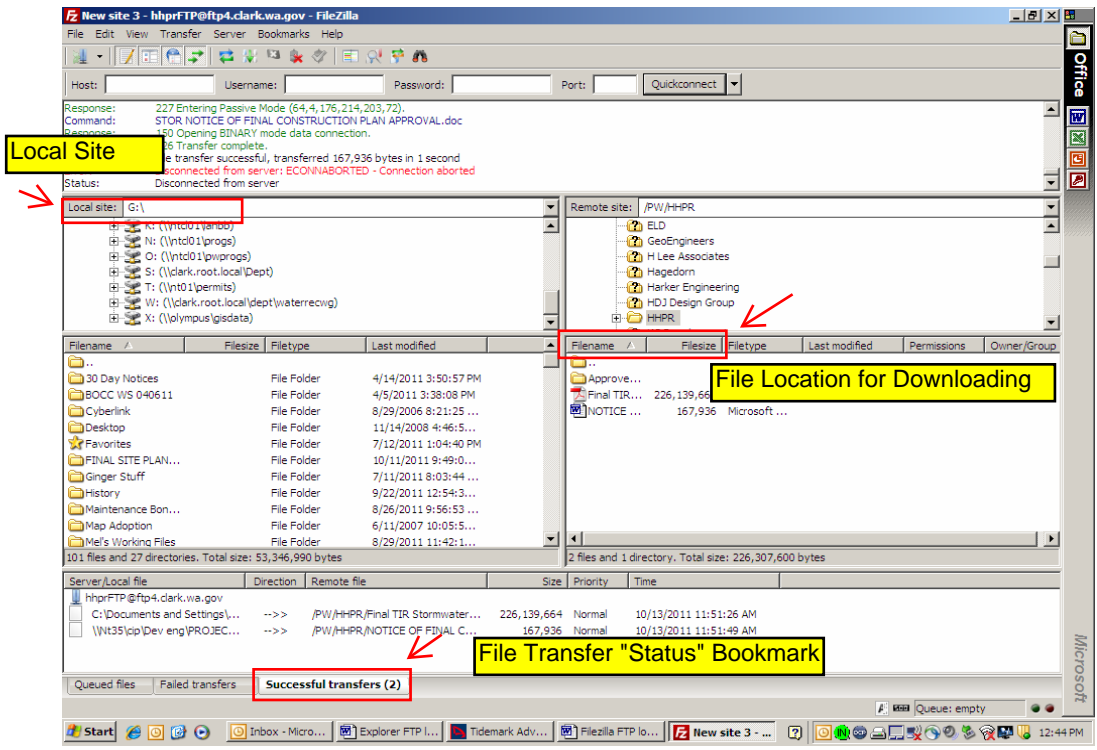 New site 3 - hhprFTP@ftp4.clark.wa.gov - FileZilla
File Edit View Transfer Server Bookmarks Help
Host: Username: Password: Port: Quickconnect
Response: 227 Entering Passive Mode (64,4,176,214,203,72).
Command: STOR NOTICE OF FINAL CONSTRUCTION PLAN APPROVAL.doc
Response: 150 Opening BINARY mode data connection.
26 Transfer complete.
transfer successful, transferred 167,936 bytes in 1 second
Disconnected from server: ECONNABORTED - Connection aborted
Status: Disconnected from server
Local Site
Local site: G:\
K: (\\ntcl01\anbb)
N: (\\ntcl01\progs)
O: (\\ntcl01\pwprogs)
S: (\\clark.root.local\Dept)
T: (\\nt01\permits)
W: (\\clark.root.local\dept\waterrecwg)
X: (\\olympus\gisdata)
Remote site: /PW/HHPR
ELD
GeoEngineers
H Lee Associates
Hagedorn
Harker Engineering
HDJ Design Group
HHPR
Filename Filesize Filetype Last modified
..
30 Day Notices File Folder 4/14/2011 3:50:57 PM
BOCC WS 040611 File Folder 4/5/2011 3:38:08 PM
Cyberlink File Folder 8/29/2006 8:21:25 ...
Desktop File Folder 11/14/2008 4:46:5...
Favorites File Folder 7/12/2011 1:04:40 PM
FINAL SITE PLAN... File Folder 10/11/2011 9:49:0...
Ginger Stuff File Folder 7/11/2011 8:03:44 ...
History File Folder 9/22/2011 12:54:3...
Maintenance Bon... File Folder 8/26/2011 9:56:53 ...
Map Adoption File Folder 6/11/2007 10:05:5...
Mel's Working Files File Folder 8/29/2011 11:42:1...
101 files and 27 directories. Total size: 53,346,990 bytes
Filename Filesize Filetype Last modified Permissions Owner/Group
..
Approve...
Final TIR... 226,139,66
NOTICE ... 167,936 Microsoft ...
File Location for Downloading
2 files and 1 directory. Total size: 226,307,600 bytes
Server/Local file Direction Remote file Size Priority Time
hhprFTP@ftp4.clark.wa.gov
C:\Documents and Settings\... -->> /PW/HHPR/Final TIR Stormwater... 226,139,664 Normal 10/13/2011 11:51:26 AM
\\Nt35\cip\Dev eng\PROJEC... -->> /PW/HHPR/NOTICE OF FINAL C... 167,936 Normal 10/13/2011 11:51:49 AM
File Transfer "Status" Bookmark
Queued files Failed transfers Successful transfers (2)
Queue: empty
Start Inbox - Micro... Explorer FTP l... Tidemark Adv... Filezilla FTP lo... New site 3 - ... 12:44 PM
Office
Microsoft